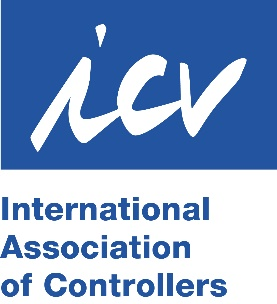 icv
International
Association
of Controllers